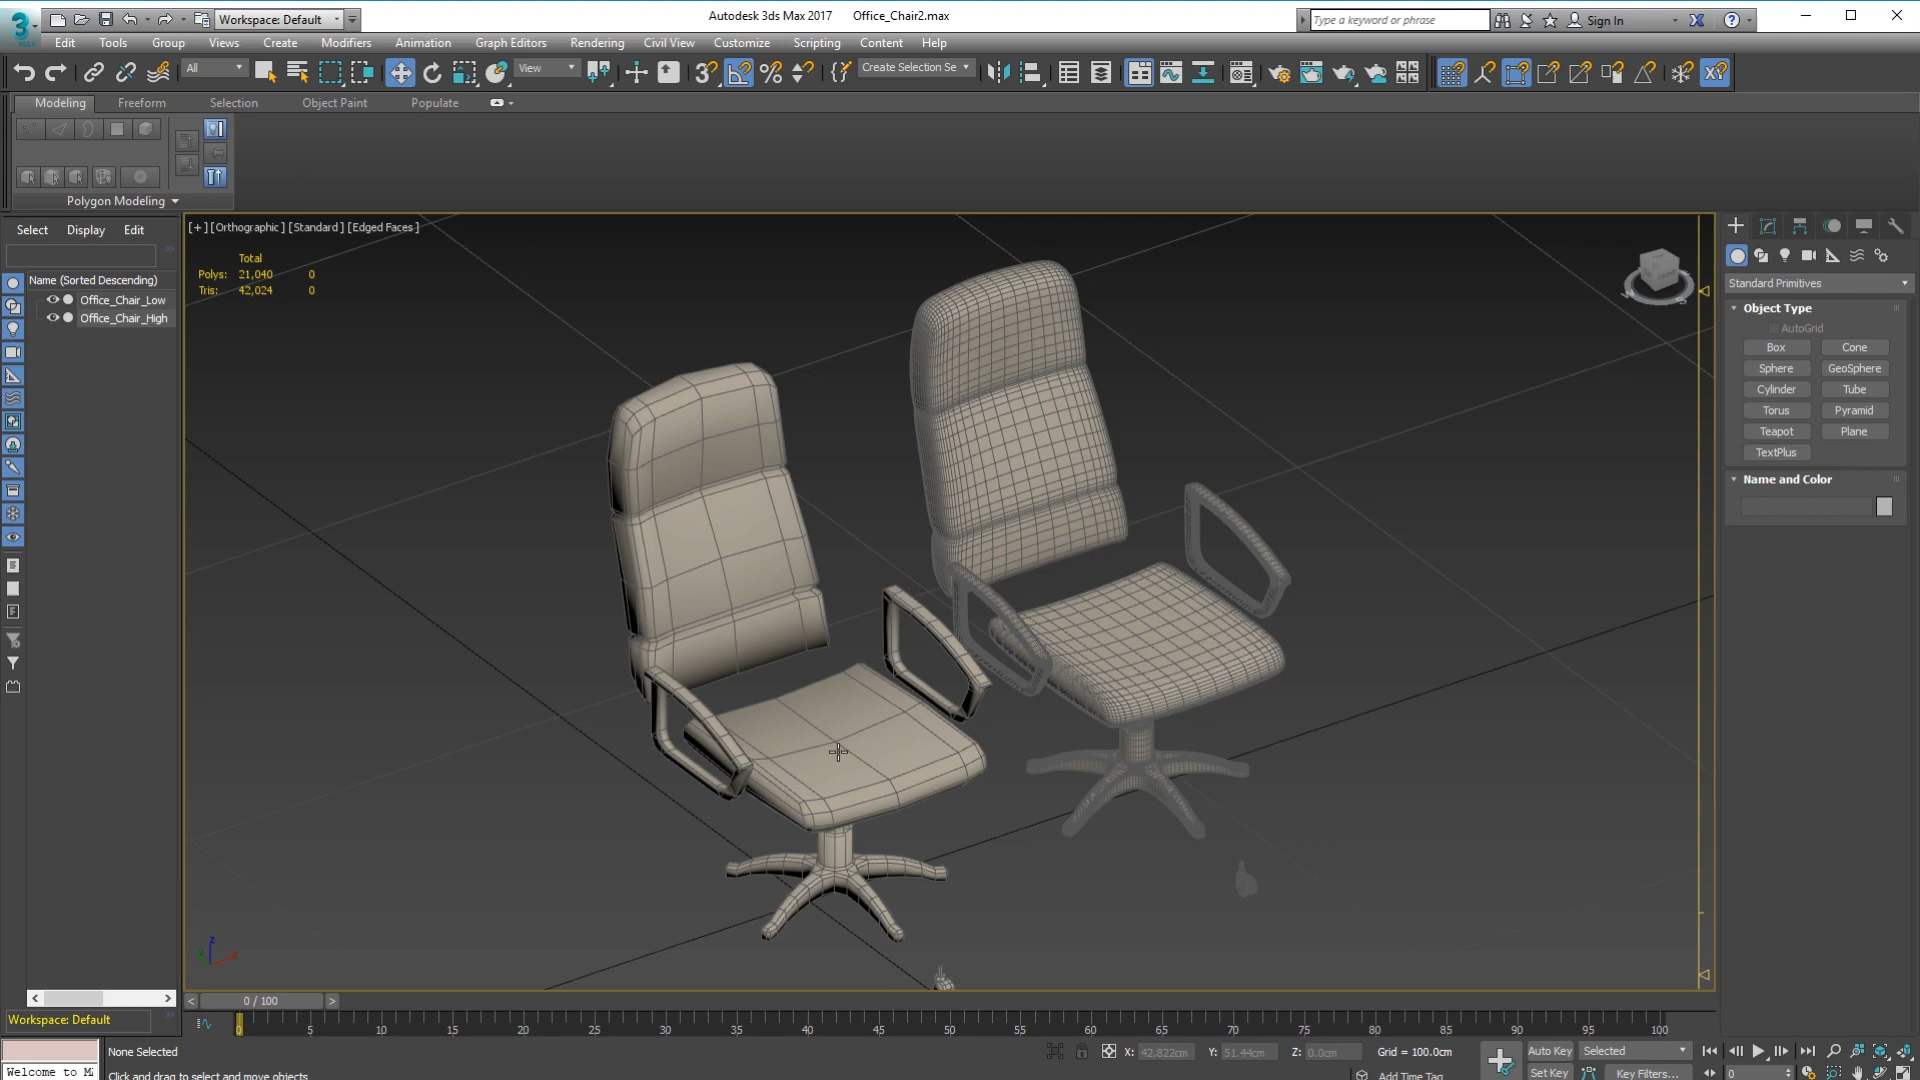 Workspace: Default
Autodesk 3ds Max 2017 Office_Chair2.max
Type a keyword or phrase
Sign In
Edit Tools Group Views Create Modifiers Animation Graph Editors Rendering Civil View Customize Scripting Content Help
All
View
Create Selection Se
Modeling Freeform Selection Object Paint Populate
Polygon Modeling
Select Display Edit
Name (Sorted Descending)
Office_Chair_Low
Office_Chair_High
[+] [Orthographic] [Standard] [Edged Faces]
Total
Polys: 21,040 0
Tris: 42,024 0
Standard Primitives
Object Type
AutoGrid
Box Cone
Sphere GeoSphere
Cylinder Tube
Torus Pyramid
Teapot Plane
TextPlus
Name and Color
0 / 100
Workspace: Default
0 5 10 15 20 25 30 35 40 45 50 55 60 65 70 75 80 85 90 95 100
None Selected
X: 42.822cm Y: 51.44cm Z: 0.0cm Grid = 100.0cm
Auto Key Selected
Welcome to
Click and drag to select and move objects
Add Time Tag
Set Key Key Filters...
0